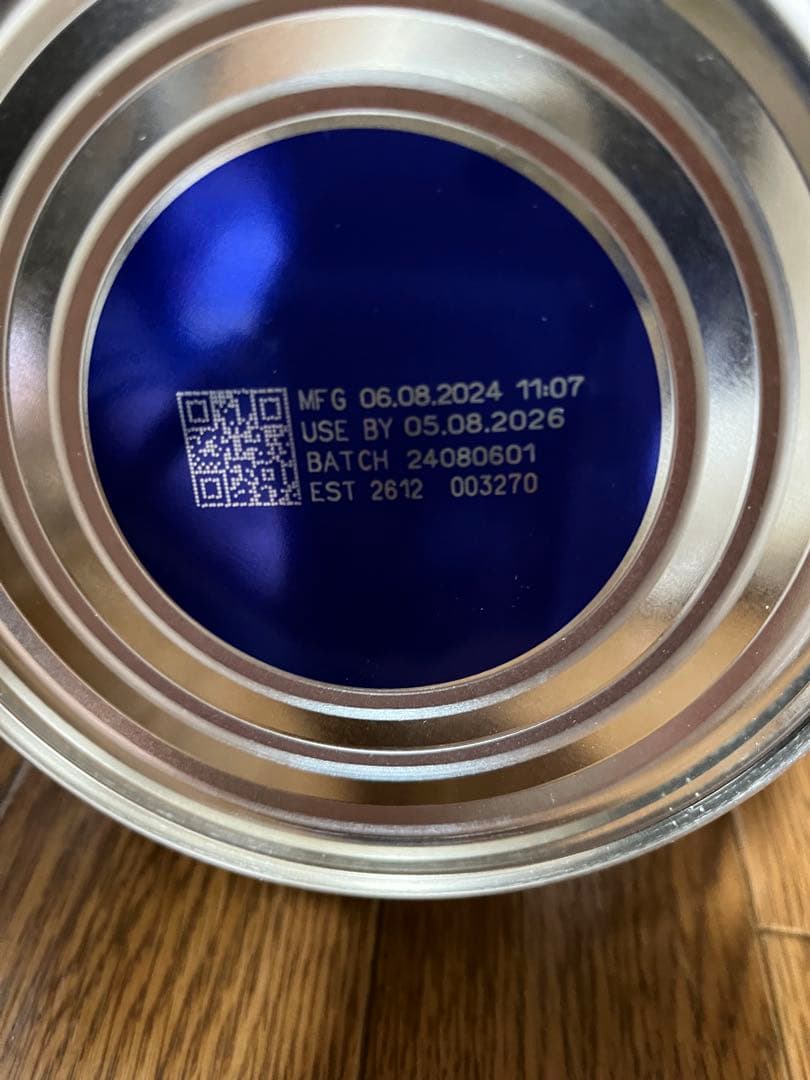 MFG 06.08.2024 11:07
USE BY 05.08.2026
BATCH 24080601
EST 2612 003270